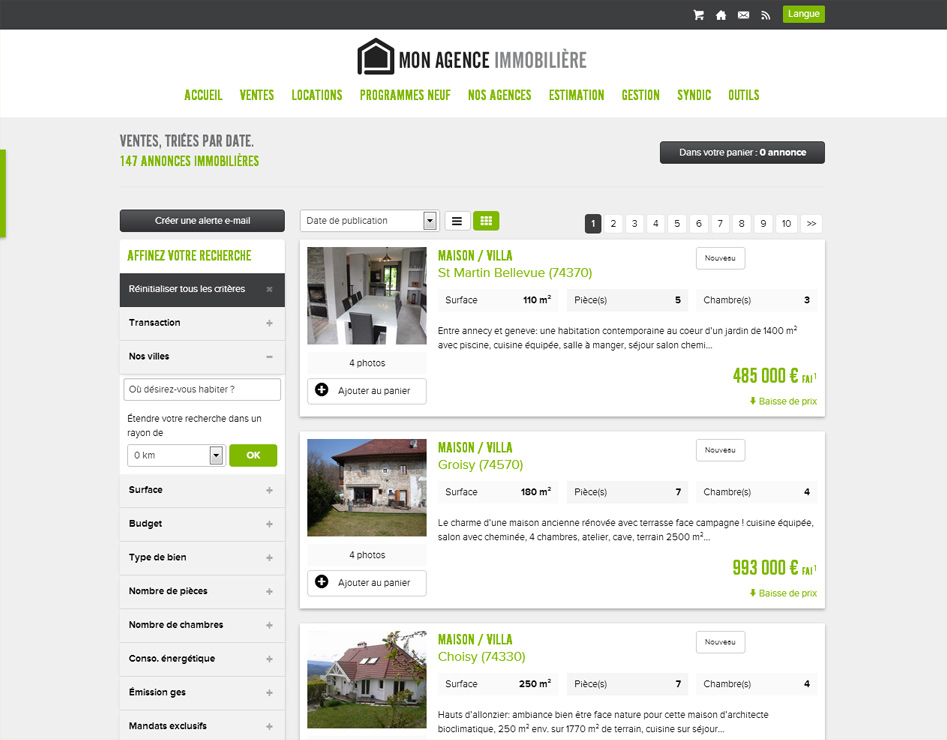 Langue
MON AGENCE IMMOBILIÈRE
ACCUEIL VENTES LOCATIONS PROGRAMMES NEUF NOS AGENCES ESTIMATION GESTION SYNDIC OUTILS
VENTES, TRIÉES PAR DATE.
147 ANNONCES IMMOBILIÈRES
Dans votre panier : 0 annonce
Créer une alerte e-mail
AFFINEZ VOTRE RECHERCHE
Réinitialiser tous les critères ×
Transaction +
Nos villes −
Où désirez-vous habiter ?
Étendre votre recherche dans un
rayon de
0 km OK
Surface +
Budget +
Type de bien +
Nombre de pièces +
Nombre de chambres +
Conso. énergétique +
Émission ges +
Mandats exclusifs +
Date de publication
1 2 3 4 5 6 7 8 9 10 >>
MAISON / VILLA
Nouveau
St Martin Bellevue (74370)
Surface 110 m² Pièce(s) 5 Chambre(s) 3
Entre annecy et geneve: une habitation contemporaine au coeur d'un jardin de 1400 m²
avec piscine, cuisine équipée, salle à manger, séjour salon chemi...
4 photos
Ajouter au panier
485 000 € FAI¹
Baisse de prix
MAISON / VILLA
Nouveau
Groisy (74570)
Surface 180 m² Pièce(s) 7 Chambre(s) 4
Le charme d'une maison ancienne rénovée avec terrasse face campagne ! cuisine équipée,
salon avec cheminée, 4 chambres, atelier, cave, terrain 2500 m²...
4 photos
Ajouter au panier
993 000 € FAI¹
Baisse de prix
MAISON / VILLA
Nouveau
Choisy (74330)
Surface 250 m² Pièce(s) 7 Chambre(s) 4
Hauts d'allonzier: ambiance bien être face nature pour cette maison d'architecte
bioclimatique, 250 m² env. sur 1770 m² de terrain, cuisine sur séjour...